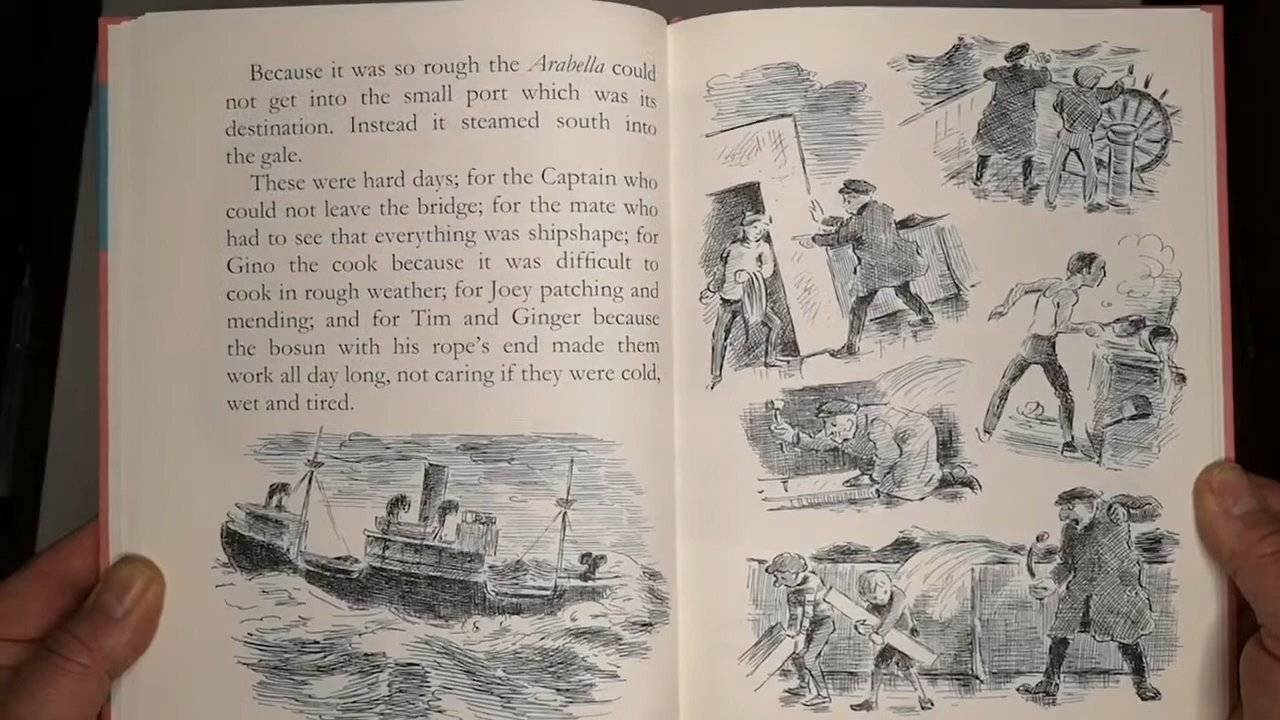 Because it was so rough the Arabella could
not get into the small port which was its
destination. Instead it steamed south into
the gale.
These were hard days; for the Captain who
could not leave the bridge; for the mate who
had to see that everything was shipshape; for
Gino the cook because it was difficult to
cook in rough weather; for Joey patching and
mending; and for Tim and Ginger because
the bosun with his rope's end made them
work all day long, not caring if they were cold,
wet and tired.